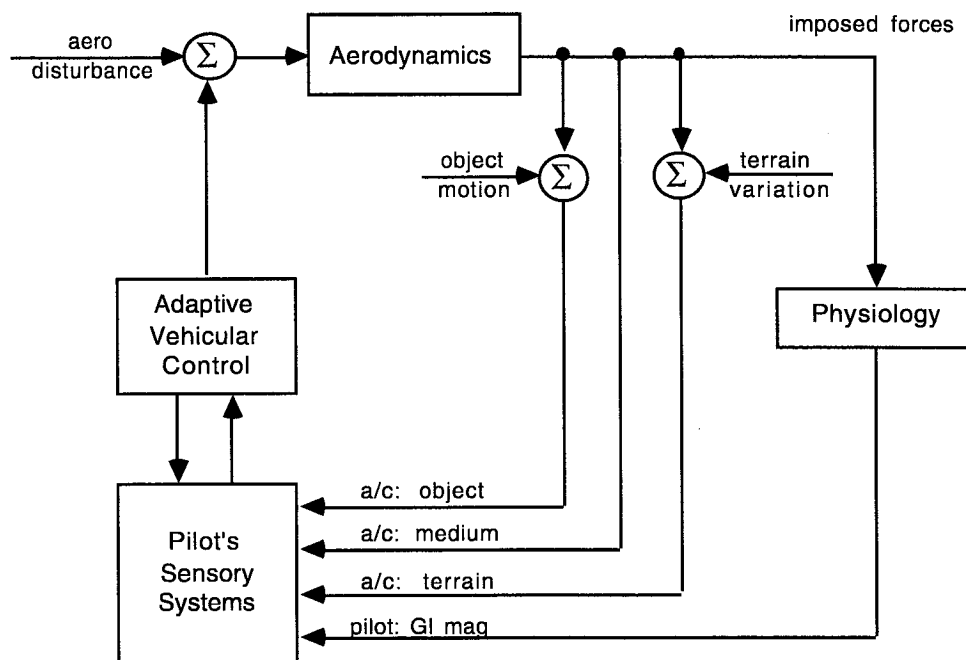 aero
disturbance
Σ
Aerodynamics
imposed forces
object
motion
Σ
Σ
terrain
variation
Adaptive
Vehicular
Control
Physiology
Pilot's
Sensory
Systems
a/c: object
a/c: medium
a/c: terrain
pilot: GI mag